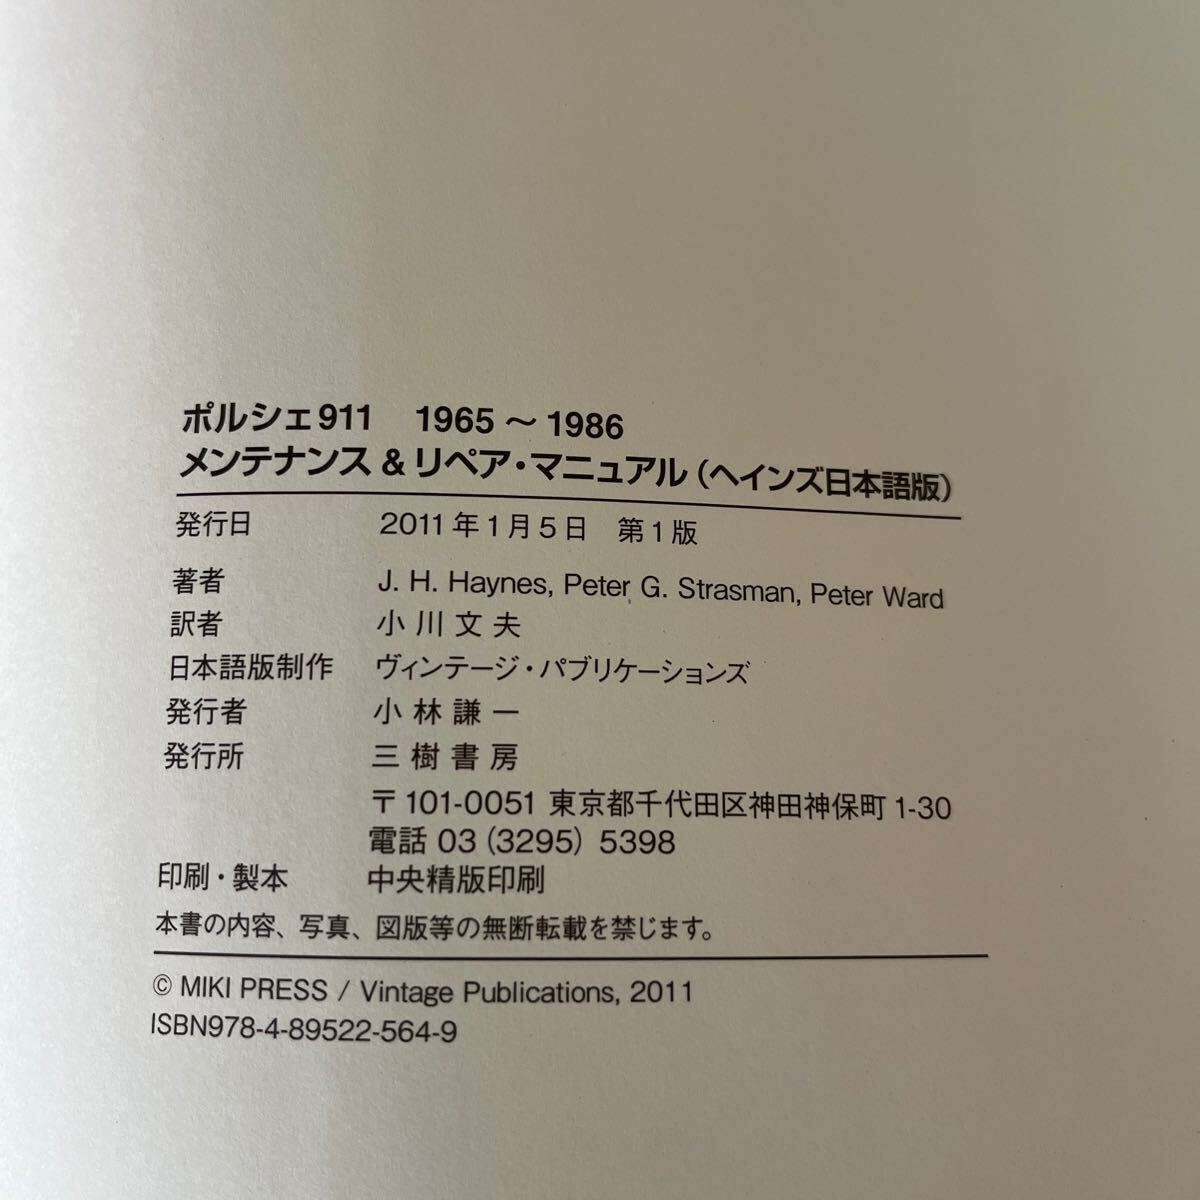 ポルシェ911　1965～1986
メンテナンス & リペア・マニュアル（ヘインズ日本語版）
発行日　2011年1月5日　第1版
著者　J. H. Haynes, Peter G. Strasman, Peter Ward
訳者　小川文夫
日本語版制作　ヴィンテージ・パブリケーションズ
発行者　小林謙一
発行所　三樹書房
〒101-0051 東京都千代田区神田神保町1-30
電話 03 (3295) 5398
印刷・製本　中央精版印刷
本書の内容、写真、図版等の無断転載を禁じます。
© MIKI PRESS / Vintage Publications, 2011
ISBN978-4-89522-564-9